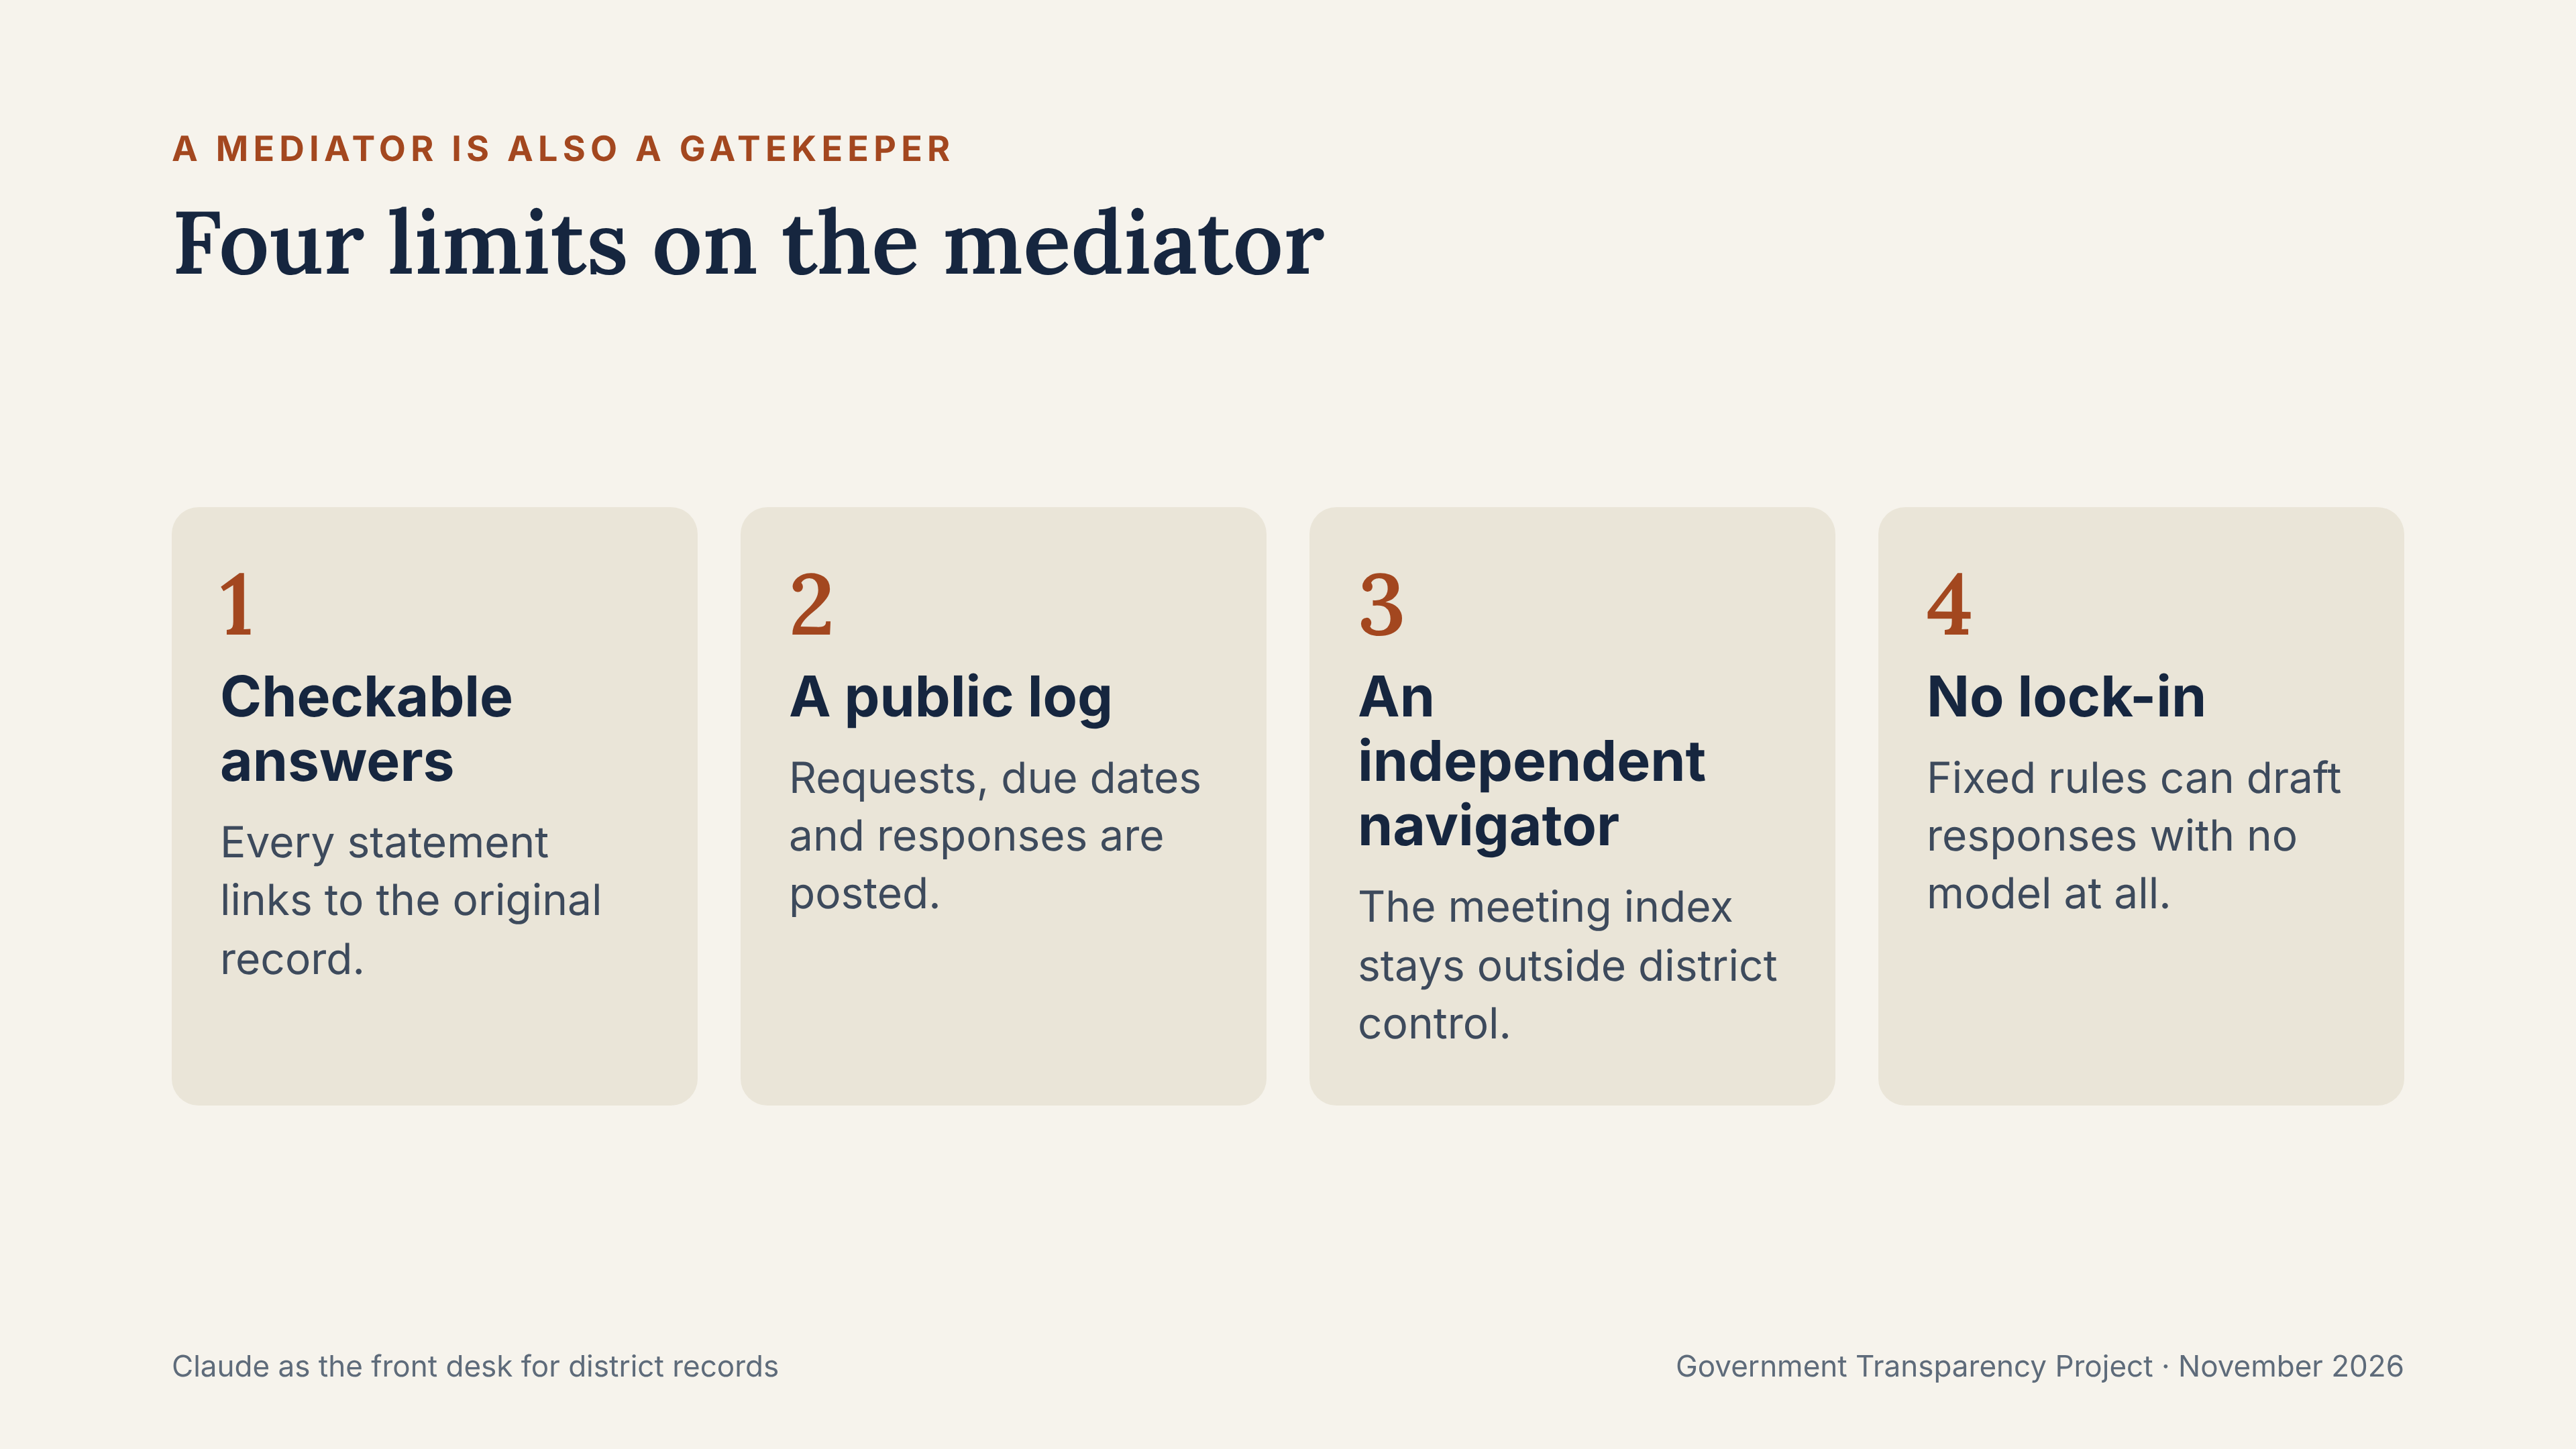 A MEDIATOR IS ALSO A GATEKEEPER
Four limits on the mediator
1
Checkable
answers
Every statement
links to the original
record.
2
A public log
Requests, due dates
and responses are
posted.
3
An
independent
navigator
The meeting index
stays outside district
control.
4
No lock-in
Fixed rules can draft
responses with no
model at all.
Claude as the front desk for district records
Government Transparency Project · November 2026